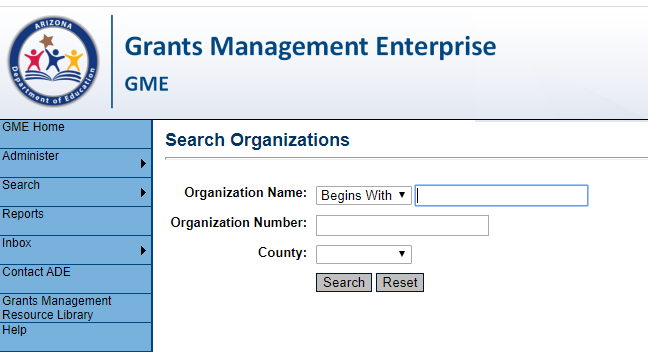 ARIZONA
Department of Education
Grants Management Enterprise
GME
GME Home
Administer
Search
Reports
Inbox
Contact ADE
Grants Management
Resource Library
Help
Search Organizations
Organization Name: Begins With
Organization Number:
County:
Search Reset